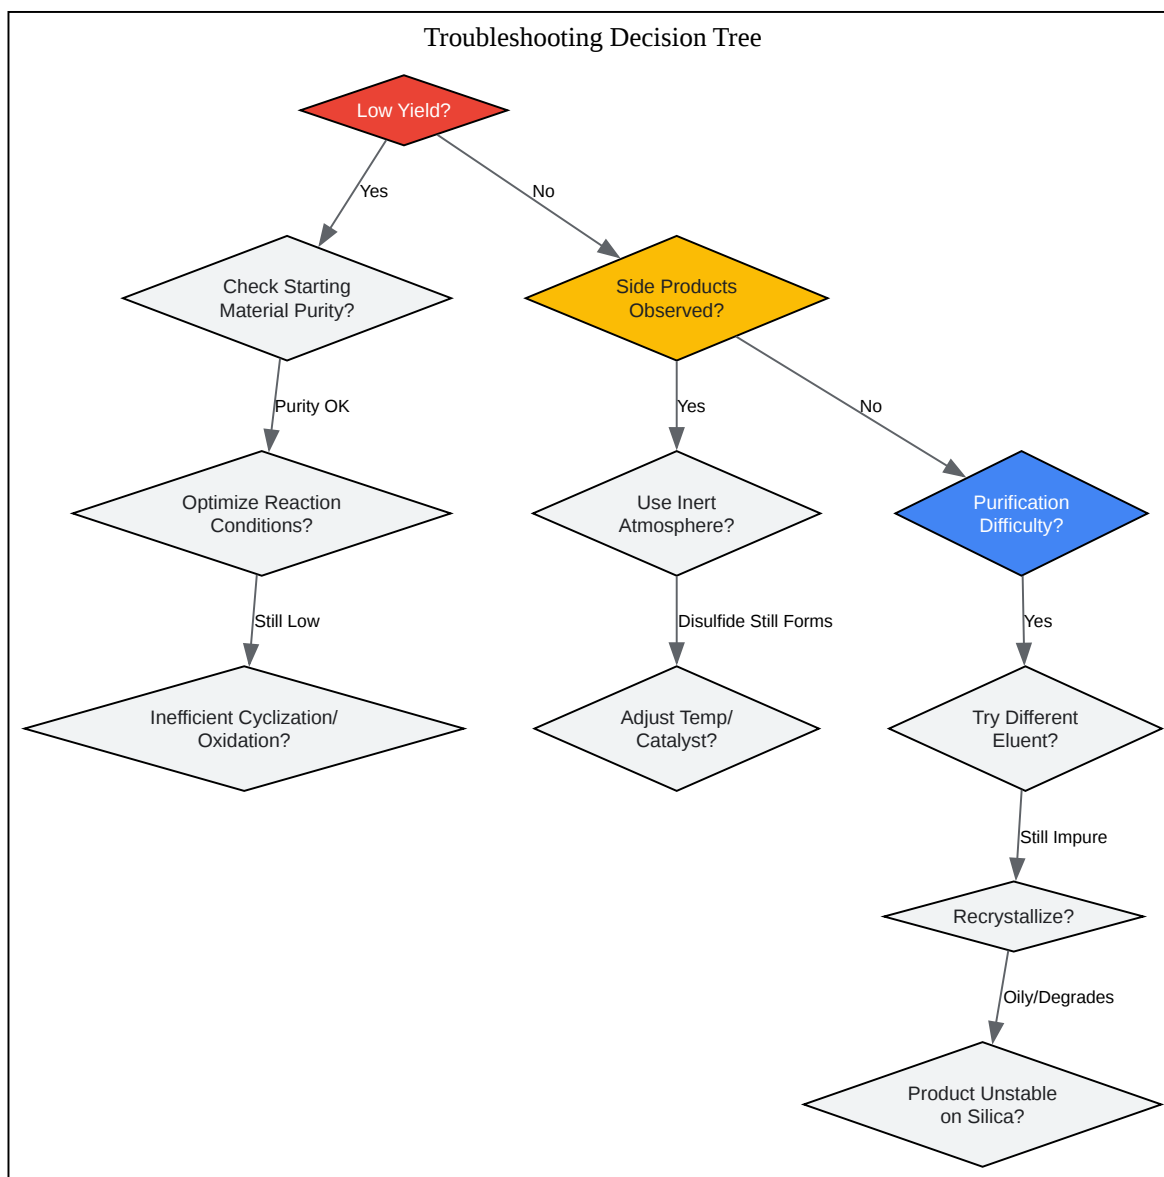 Troubleshooting Decision Tree
Low Yield?
Yes
No
Check Starting
Material Purity?
Side Products
Observed?
Purity OK
Yes
No
Optimize Reaction
Conditions?
Use Inert
Atmosphere?
Purification
Difficulty?
Still Low
Disulfide Still Forms
Yes
Inefficient Cyclization/
Oxidation?
Adjust Temp/
Catalyst?
Try Different
Eluent?
Still Impure
Recrystallize?
Oily/Degrades
Product Unstable
on Silica?